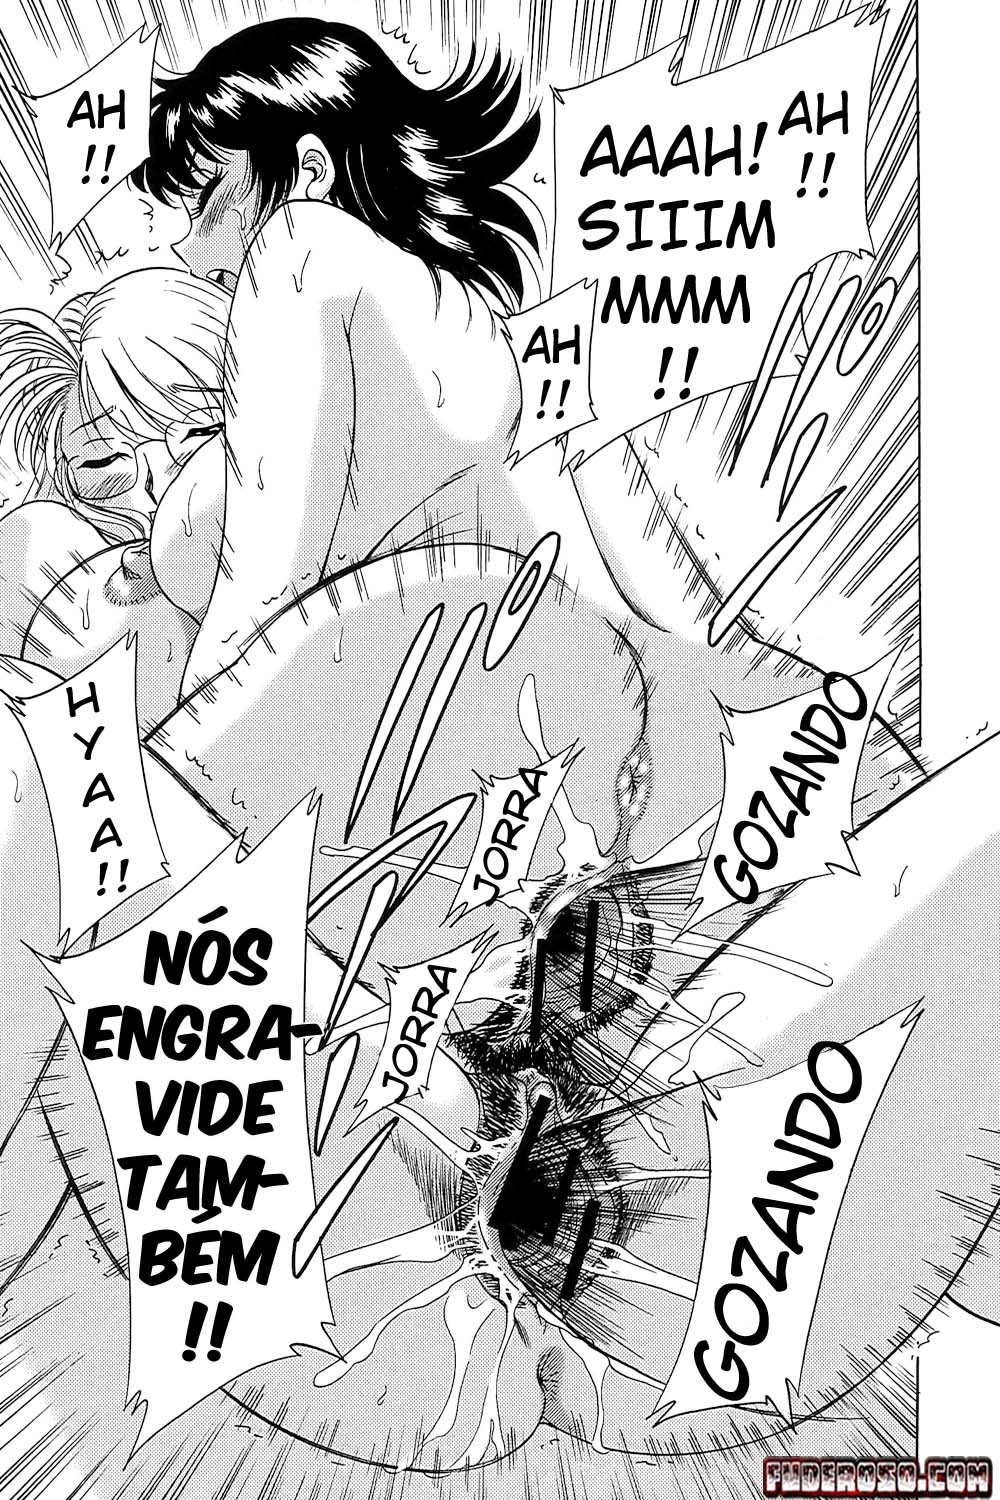 AH
!!
AAAH!
SIIIM
MMM
!!
AH
!!
AH
!!
HYAA!!
JORRA
GOZANDO
NÓS
ENGRA-
VIDE
TAM-
BÉM
!!
JORRA
GOZANDO
FUDEROSO.COM